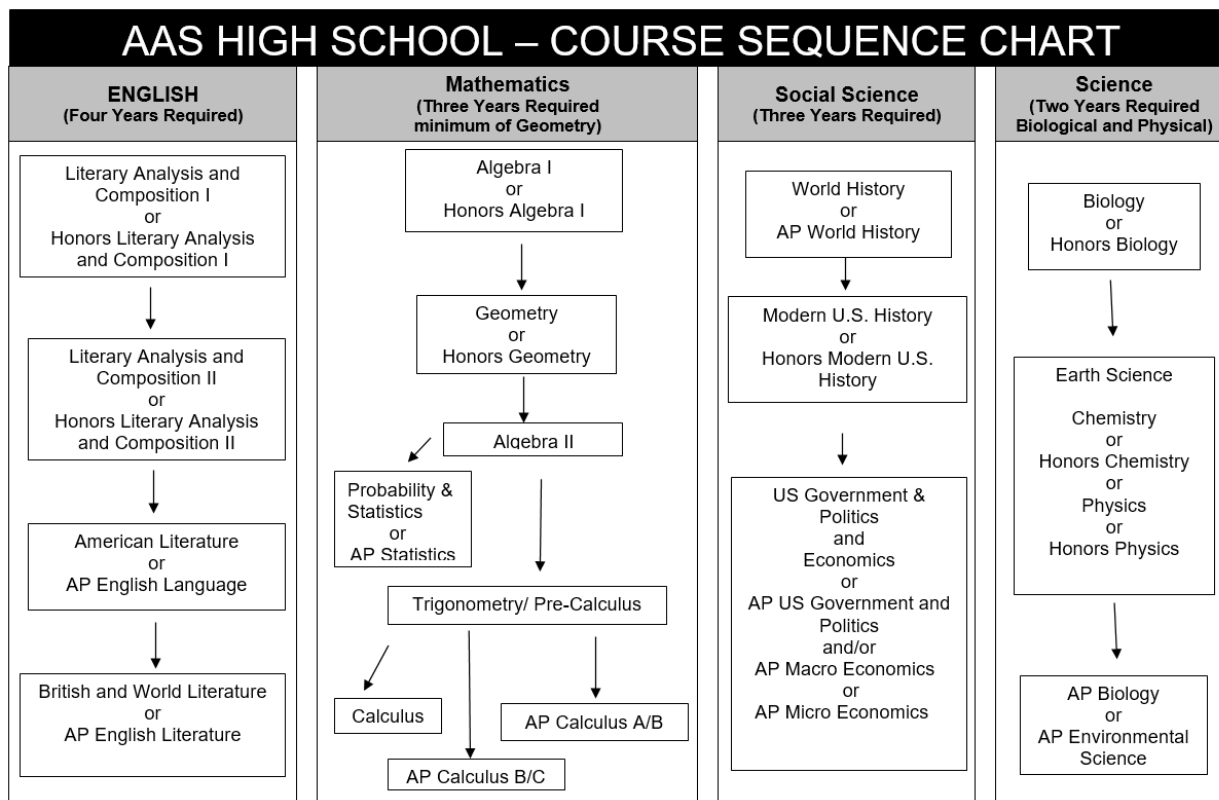 AAS HIGH SCHOOL – COURSE SEQUENCE CHART
ENGLISH
(Four Years Required)
Literary Analysis and
Composition I
or
Honors Literary Analysis
and Composition I
Literary Analysis and
Composition II
or
Honors Literary Analysis
and Composition II
American Literature
or
AP English Language
British and World Literature
or
AP English Literature
Mathematics
(Three Years Required
minimum of Geometry)
Algebra I
or
Honors Algebra I
Geometry
or
Honors Geometry
Algebra II
Probability &
Statistics
or
AP Statistics
Trigonometry/ Pre-Calculus
Calculus
AP Calculus A/B
AP Calculus B/C
Social Science
(Three Years Required)
World History
or
AP World History
Modern U.S. History
or
Honors Modern U.S.
History
US Government &
Politics
and
Economics
or
AP US Government and
Politics
and/or
AP Macro Economics
or
AP Micro Economics
Science
(Two Years Required
Biological and Physical)
Biology
or
Honors Biology
Earth Science
Chemistry
or
Honors Chemistry
or
Physics
or
Honors Physics
AP Biology
or
AP Environmental
Science